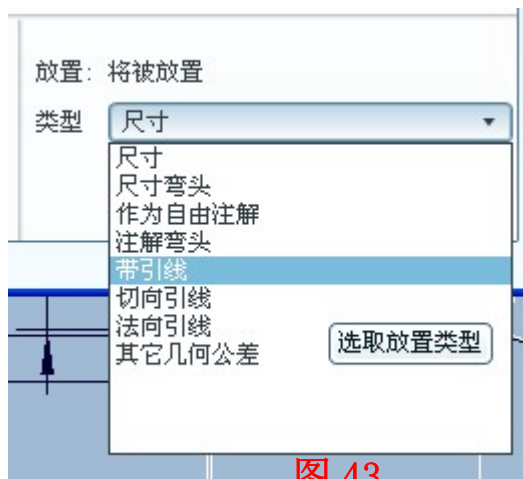 放置: 将被放置
类型 尺寸
尺寸
尺寸弯头
作为自由注解
注解弯头
带引线
切向引线
法向引线
其它几何公差
选取放置类型
图 43